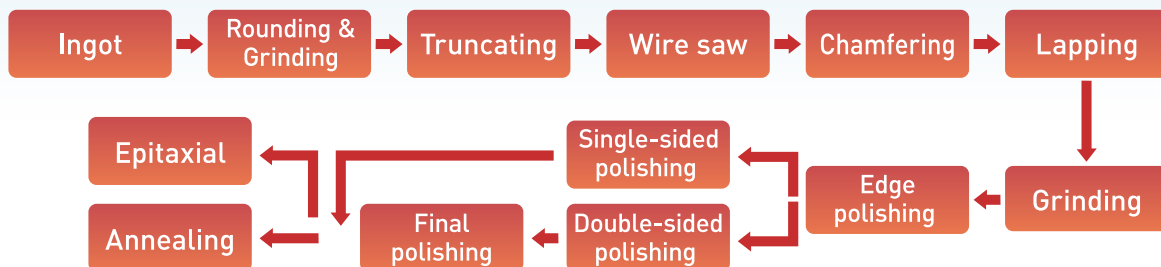 Ingot
Rounding &
Grinding
Truncating
Wire saw
Chamfering
Lapping
Epitaxial
Single-sided
polishing
Edge
polishing
Grinding
Annealing
Final
polishing
Double-sided
polishing